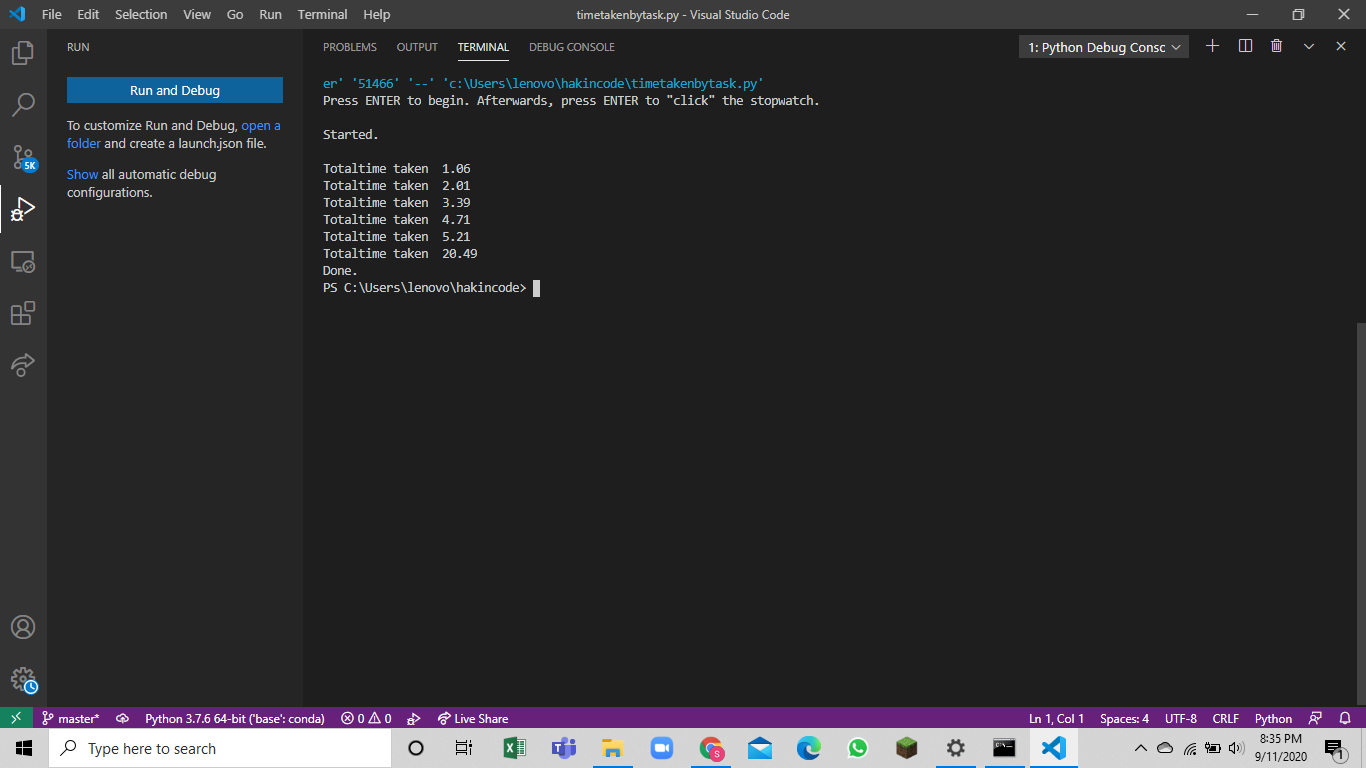 File Edit Selection View Go Run Terminal Help
timetakenbytask.py - Visual Studio Code
RUN
Run and Debug
To customize Run and Debug, open a
folder and create a launch.json file.
Show all automatic debug
configurations.
5K
PROBLEMS OUTPUT TERMINAL DEBUG CONSOLE
1: Python Debug Consc
er' '51466' '--' 'c:\Users\lenovo\hakincode\timetakenbytask.py'
Press ENTER to begin. Afterwards, press ENTER to "click" the stopwatch.
Started.
Totaltime taken  1.06
Totaltime taken  2.01
Totaltime taken  3.39
Totaltime taken  4.71
Totaltime taken  5.21
Totaltime taken  20.49
Done.
PS C:\Users\lenovo\hakincode>
master* Python 3.7.6 64-bit ('base': conda) 0 0 Live Share
Ln 1, Col 1 Spaces: 4 UTF-8 CRLF Python
Type here to search
S
8:35 PM
9/11/2020
1